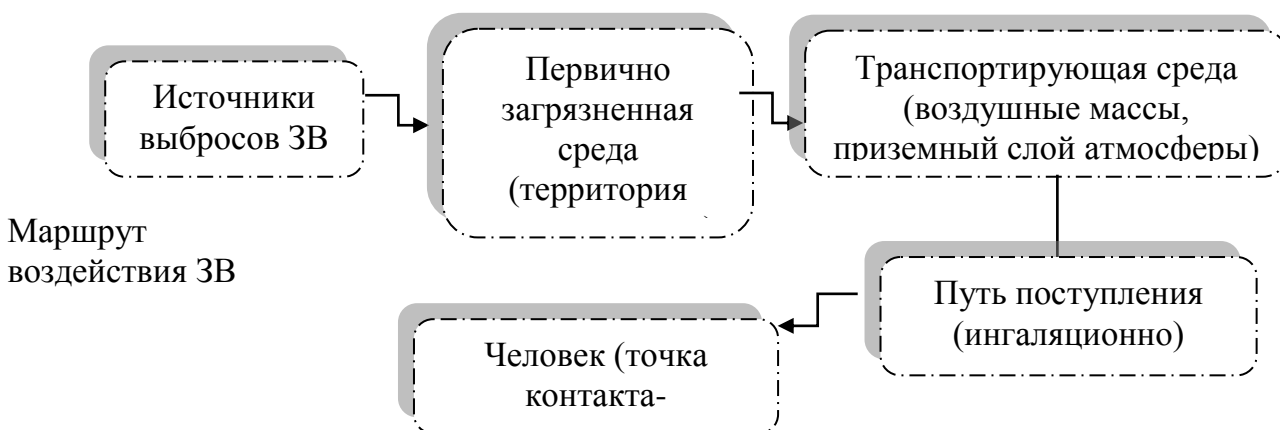 Источники
выбросов ЗВ
Первично
загрязненная
среда
(территория
Транспортирующая среда
(воздушные массы,
приземный слой атмосферы)
Маршрут
воздействия ЗВ
Путь поступления
(ингаляционно)
Человек (точка
контакта-